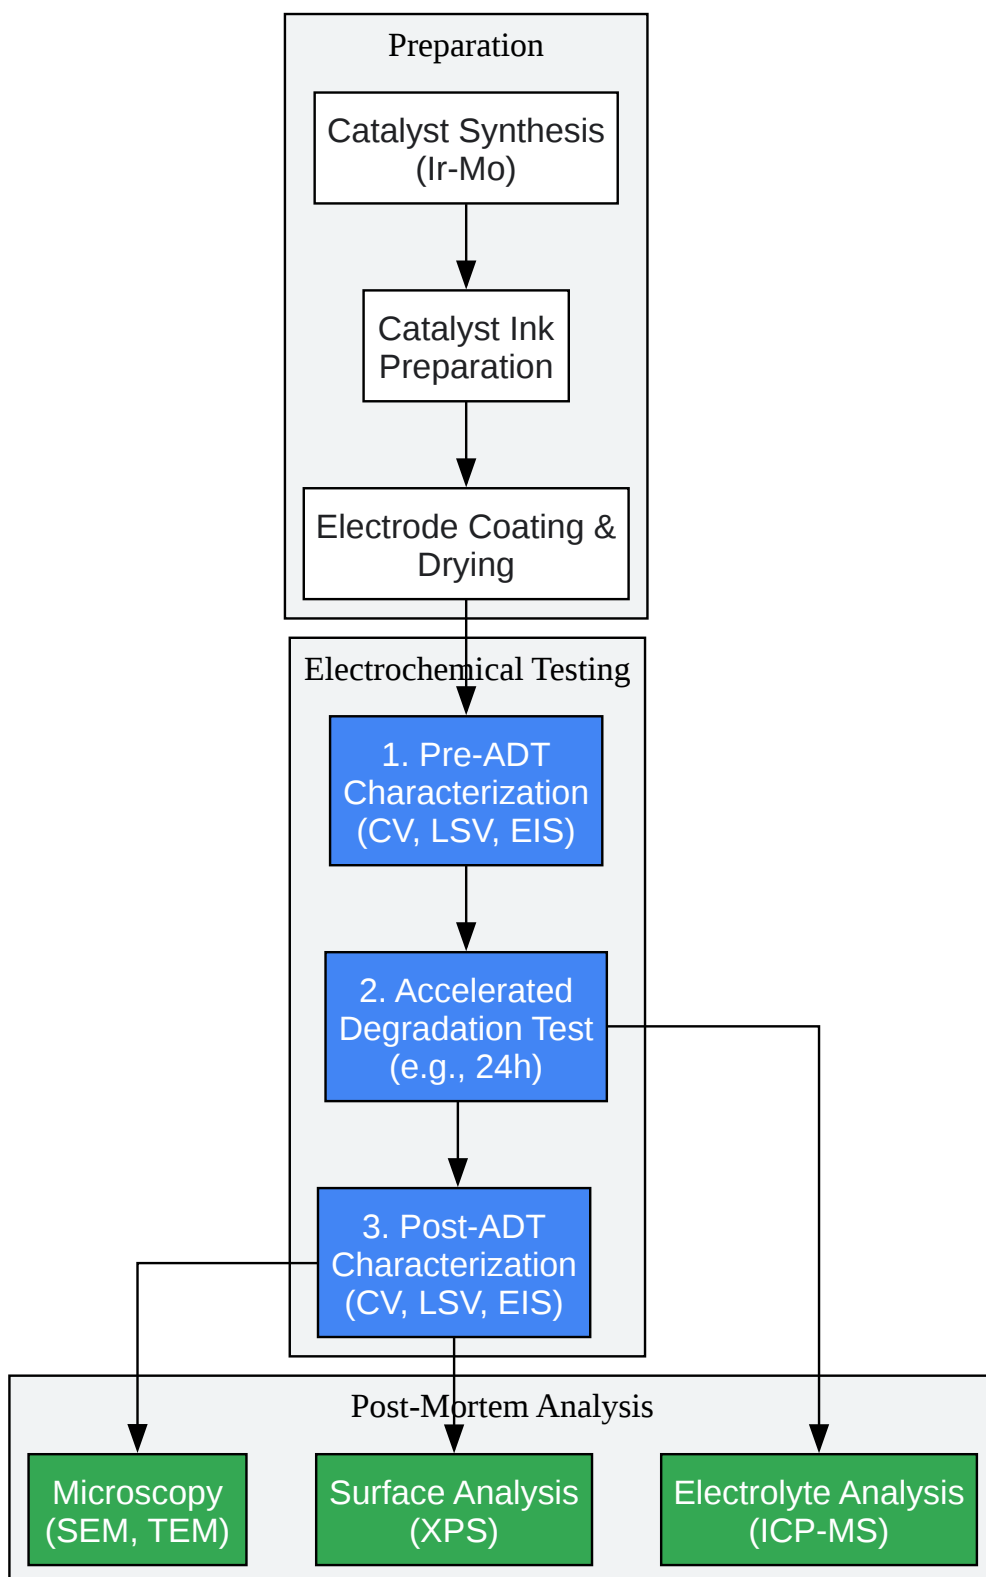 Preparation
Catalyst Synthesis
(Ir-Mo)
Catalyst Ink
Preparation
Electrode Coating &
Drying
Electrochemical Testing
1. Pre-ADT
Characterization
(CV, LSV, EIS)
2. Accelerated
Degradation Test
(e.g., 24h)
3. Post-ADT
Characterization
(CV, LSV, EIS)
Post-Mortem Analysis
Microscopy
(SEM, TEM)
Surface Analysis
(XPS)
Electrolyte Analysis
(ICP-MS)